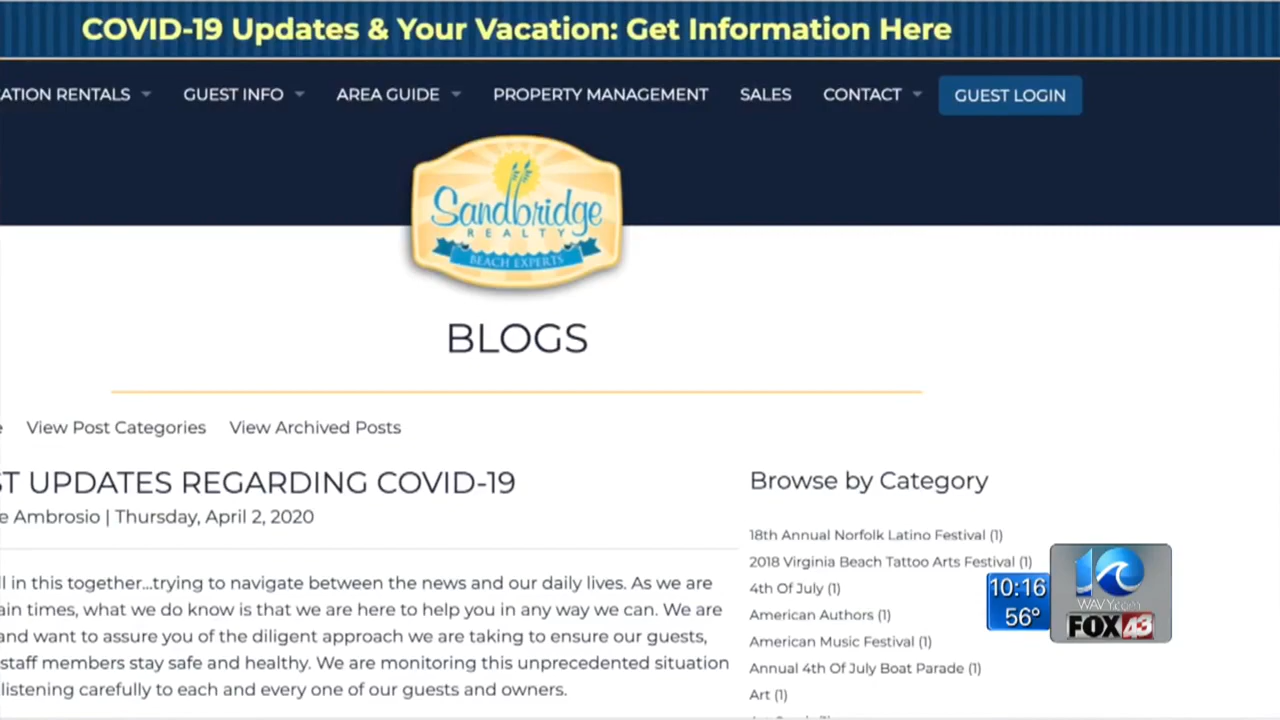 COVID-19 Updates & Your Vacation: Get Information Here
ATION RENTALS GUEST INFO AREA GUIDE PROPERTY MANAGEMENT SALES CONTACT GUEST LOGIN
Sandbridge
REALTY
BEACH EXPERTS
BLOGS
e View Post Categories View Archived Posts
ST UPDATES REGARDING COVID-19
e Ambrosio | Thursday, April 2, 2020
ll in this together...trying to navigate between the news and our daily lives. As we are
ain times, what we do know is that we are here to help you in any way we can. We are
and want to assure you of the diligent approach we are taking to ensure our guests,
staff members stay safe and healthy. We are monitoring this unprecedented situation
listening carefully to each and every one of our guests and owners.
Browse by Category
18th Annual Norfolk Latino Festival (1)
2018 Virginia Beach Tattoo Arts Festival (1)
4th Of July (1)
American Authors (1)
American Music Festival (1)
Annual 4th Of July Boat Parade (1)
Art (1)
10:16
56°
10
WAVY.com
FOX 43